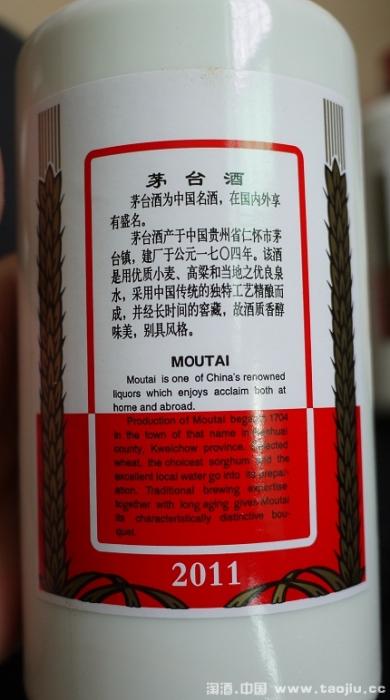 茅台酒
茅台酒为中国名酒，在国内外享
有盛名。
茅台酒产于中国贵州省仁怀市茅
台镇，建厂于公元一七〇四年。该酒
是用优质小麦、高粱和当地之优良泉
水，采用中国传统的独特工艺精酿而
成，并经长时间的窖藏，故酒质香醇
味美，别具风格。
MOUTAI
Moutai is one of China's renowned
liquors which enjoys acclaim both at
home and abroad.
Production of Moutai began 1704
in the town of that name in
county, Kweichow province.
wheat, the choicest sorghum and the
excellent local water go into its prepar-
ation. Traditional brewing expertise
together with long aging gives Moutai
its characteristically distinctive bou-
quet.
2011
淘酒.中国 www.taojiu.cc